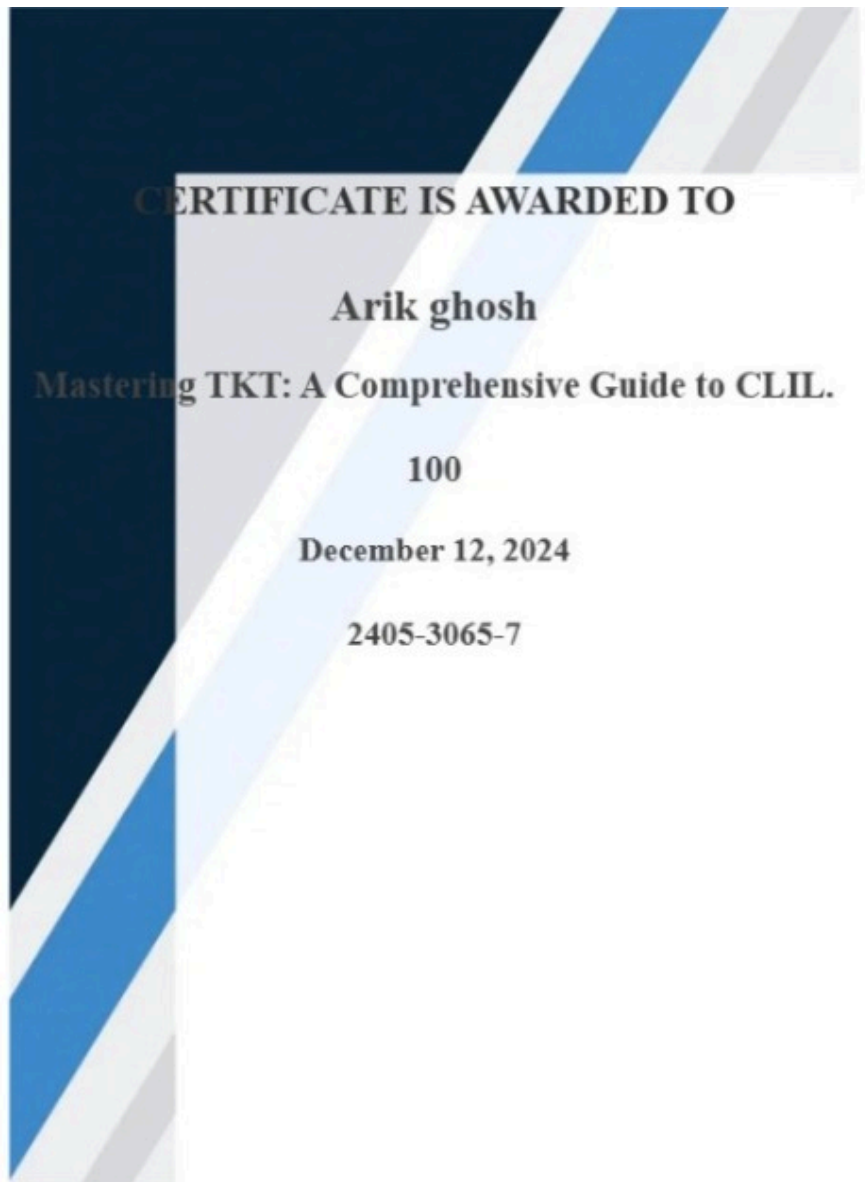 CERTIFICATE IS AWARDED TO
Arik ghosh
Mastering TKT: A Comprehensive Guide to CLIL.
100
December 12, 2024
2405-3065-7